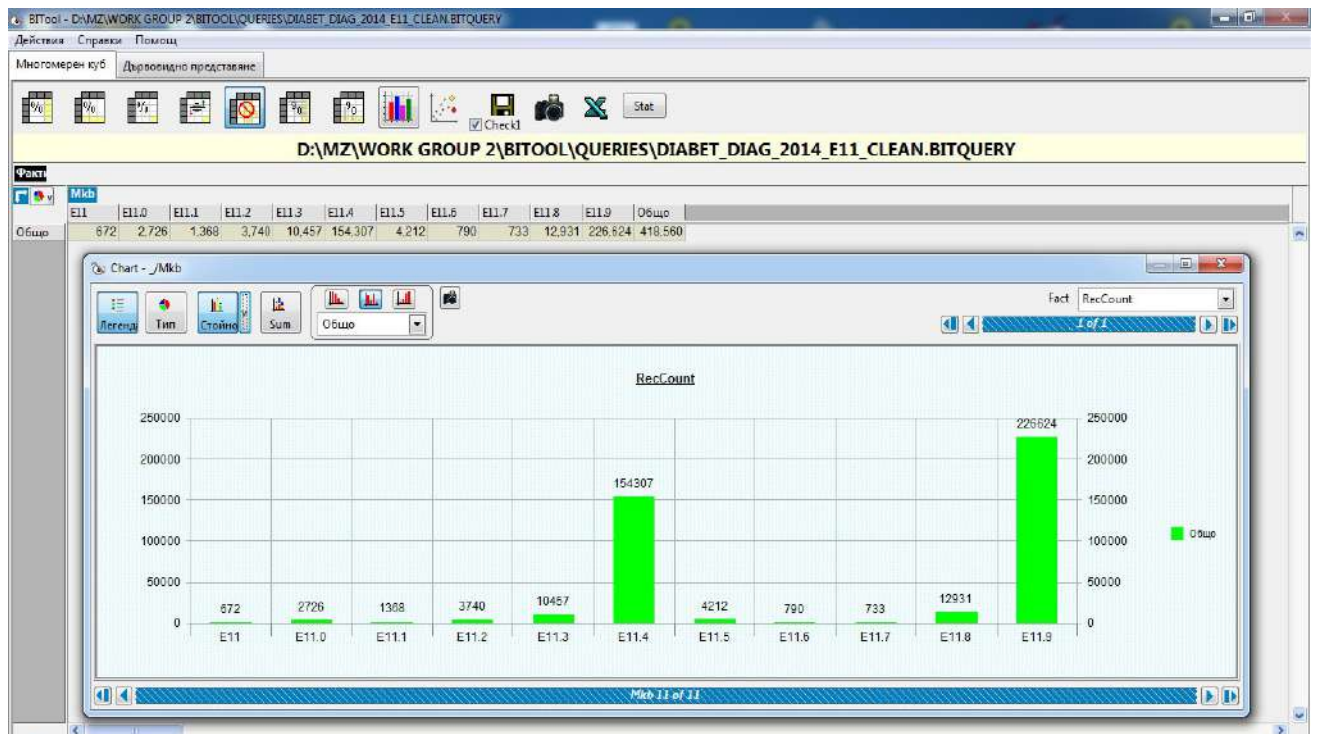 BITool - D:\MZ\WORK GROUP 2\BITOOL\QUERIES\DIABET_DIAG_2014_E11_CLEAN.BITQUERY
Действия Справки Помощ
Многомерен куб Дървовидно представяне
Check1 Stat
D:\MZ\WORK GROUP 2\BITOOL\QUERIES\DIABET_DIAG_2014_E11_CLEAN.BITQUERY
Факти
Mkb
E11 E11.0 E11.1 E11.2 E11.3 E11.4 E11.5 E11.6 E11.7 E11.8 E11.9 Общо
Общо 672 2,726 1,368 3,740 10,457 154,307 4,212 790 733 12,931 226,624 418,560
Chart - _/Mkb
Легенд Тип Стойно Sum Общо Fact RecCount
1 of 1
RecCount
250000 226624 250000
200000 200000
154307
150000 150000
100000 100000 Общо
50000 50000
672 2726 1368 3740 10457 4212 790 733 12931
0 0
E11 E11.0 E11.1 E11.2 E11.3 E11.4 E11.5 E11.6 E11.7 E11.8 E11.9
Mkb 11 of 11